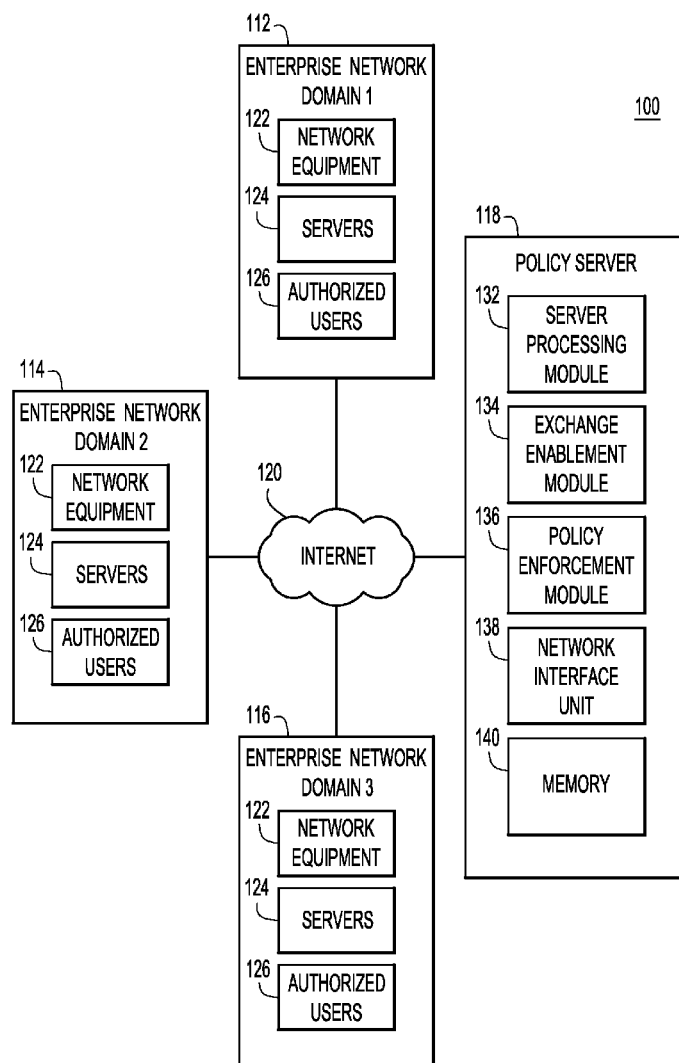 112
ENTERPRISE NETWORK
DOMAIN 1
122
NETWORK
EQUIPMENT
124
SERVERS
126
AUTHORIZED
USERS
100
118
POLICY SERVER
132
SERVER
PROCESSING
MODULE
134
EXCHANGE
ENABLEMENT
MODULE
136
POLICY
ENFORCEMENT
MODULE
138
NETWORK
INTERFACE
UNIT
140
MEMORY
114
ENTERPRISE NETWORK
DOMAIN 2
122
NETWORK
EQUIPMENT
124
SERVERS
126
AUTHORIZED
USERS
120
INTERNET
116
ENTERPRISE NETWORK
DOMAIN 3
122
NETWORK
EQUIPMENT
124
SERVERS
126
AUTHORIZED
USERS